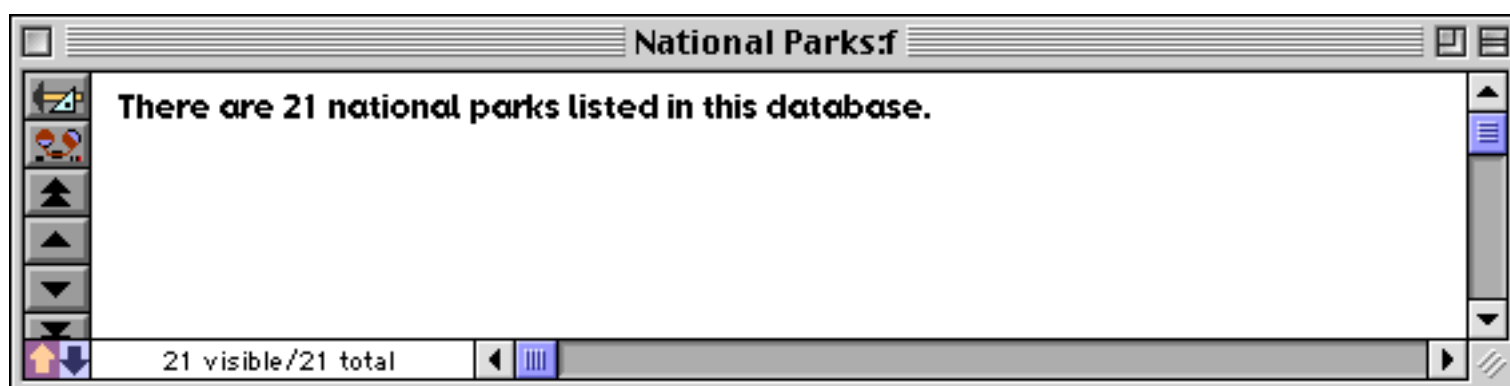 National Parks:f
There are 21 national parks listed in this database.
21 visible/21 total